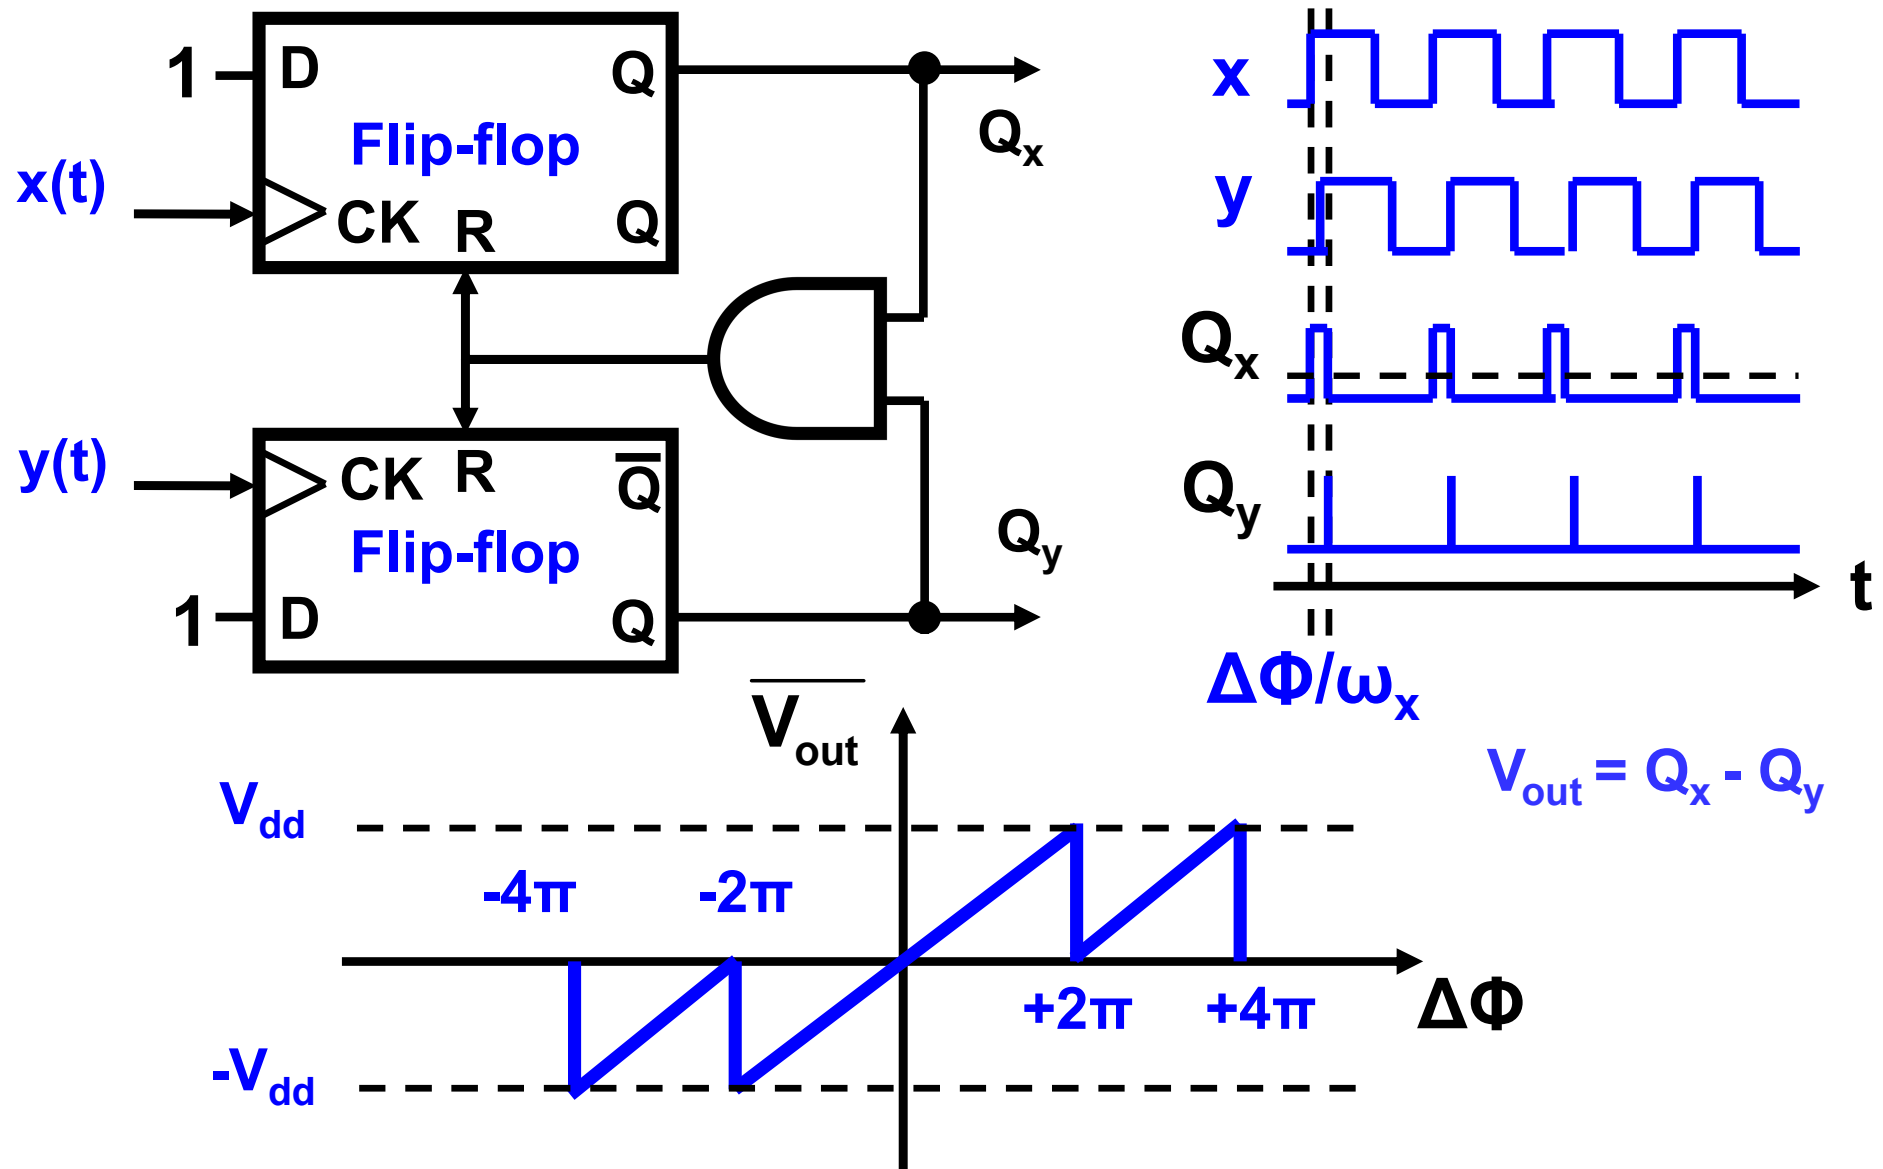 1
D
Q
Flip-flop
x(t)
CK
R
Q
Qx
y(t)
CK
R
Q̅
Flip-flop
1
D
Q
Qy
x
y
Qx
Qy
t
ΔΦ/ωx
V̅out
Vout = Qx - Qy
Vdd
-4π
-2π
+2π
+4π
ΔΦ
-Vdd